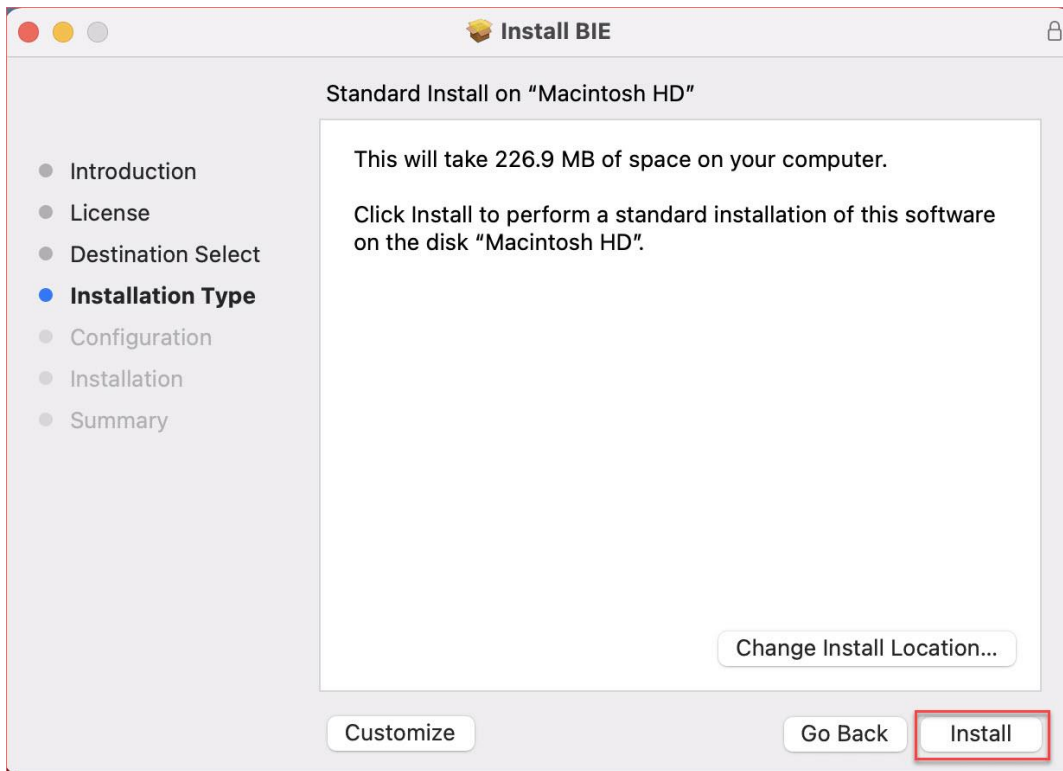 Install BIE
Standard Install on “Macintosh HD”
Introduction
License
Destination Select
Installation Type
Configuration
Installation
Summary
This will take 226.9 MB of space on your computer.
Click Install to perform a standard installation of this software
on the disk “Macintosh HD”.
Change Install Location...
Customize
Go Back
Install